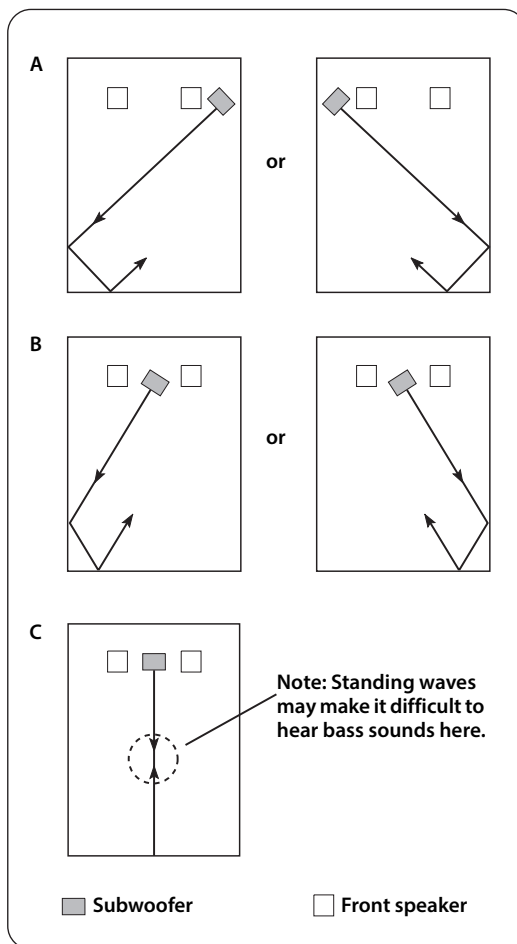 A
or
B
or
C
Note: Standing waves
may make it difficult to
hear bass sounds here.
Subwoofer
Front speaker